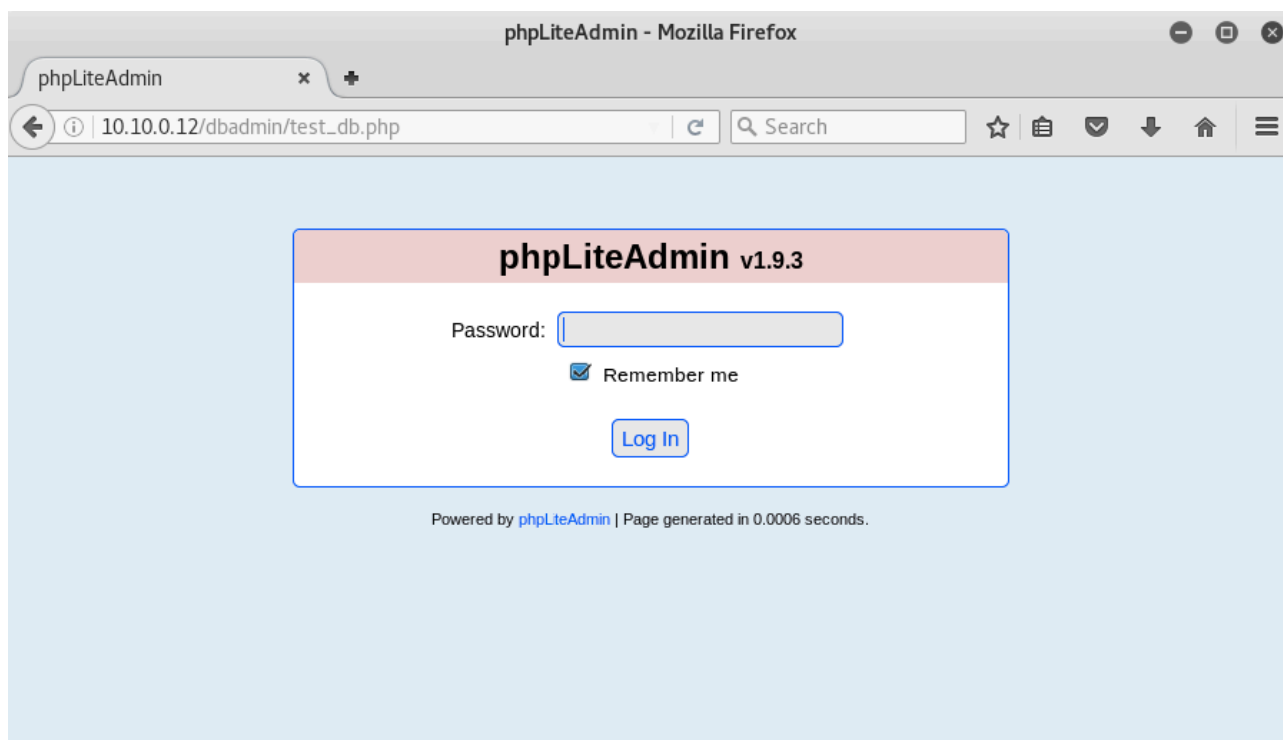 phpLiteAdmin - Mozilla Firefox
phpLiteAdmin
10.10.0.12/dbadmin/test_db.php
Search
phpLiteAdmin v1.9.3
Password:
Remember me
Log In
Powered by phpLiteAdmin | Page generated in 0.0006 seconds.